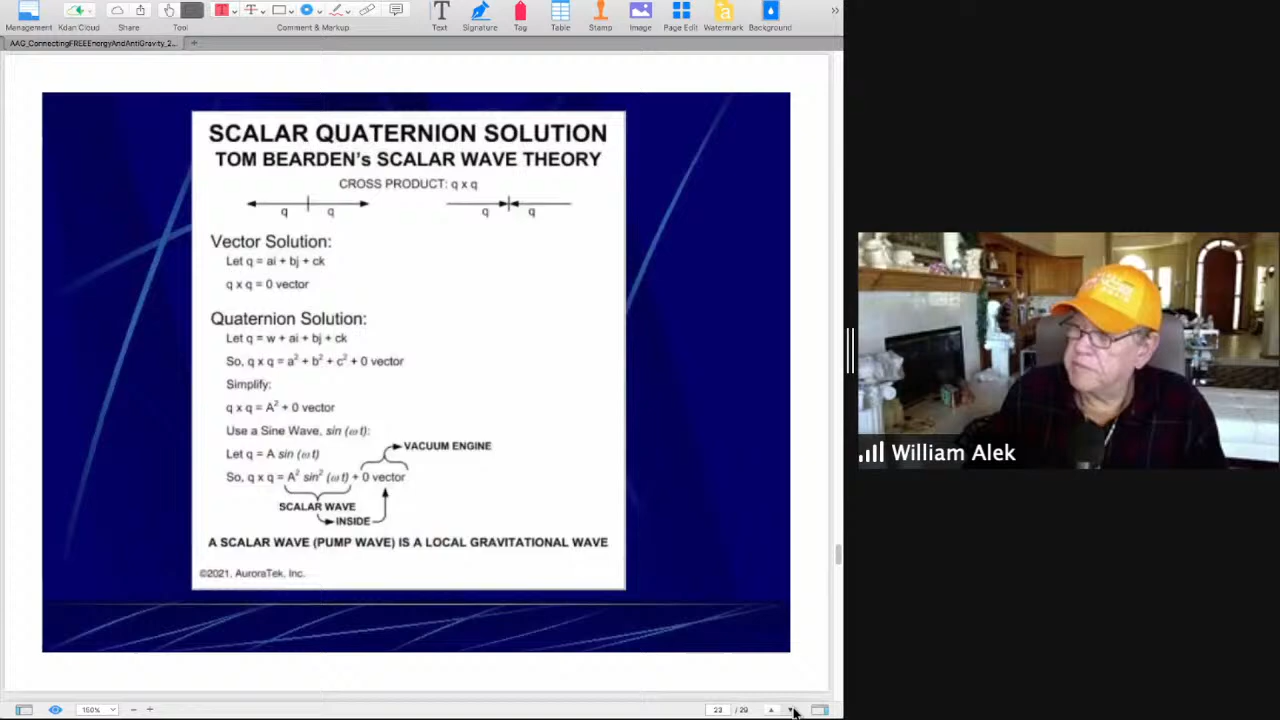 Management Kdan Cloud Share Tool Comment & Markup Text Signature Tag Table Stamp Image Page Edit Watermark Background
AAG_ConnectingFREEEnergyAndAntiGravity_2...
SCALAR QUATERNION SOLUTION
TOM BEARDEN's SCALAR WAVE THEORY
CROSS PRODUCT: q x q
q q q q
Vector Solution:
Let q = ai + bj + ck
q x q = 0 vector
Quaternion Solution:
Let q = w + ai + bj + ck
So, q x q = a² + b² + c² + 0 vector
Simplify:
q x q = A² + 0 vector
Use a Sine Wave, sin (ωt):
VACUUM ENGINE
Let q = A sin (ωt)
So, q x q = A² sin² (ωt) + 0 vector
SCALAR WAVE
INSIDE
A SCALAR WAVE (PUMP WAVE) IS A LOCAL GRAVITATIONAL WAVE
©2021, AuroraTek, Inc.
William Alek
150% 23 / 29